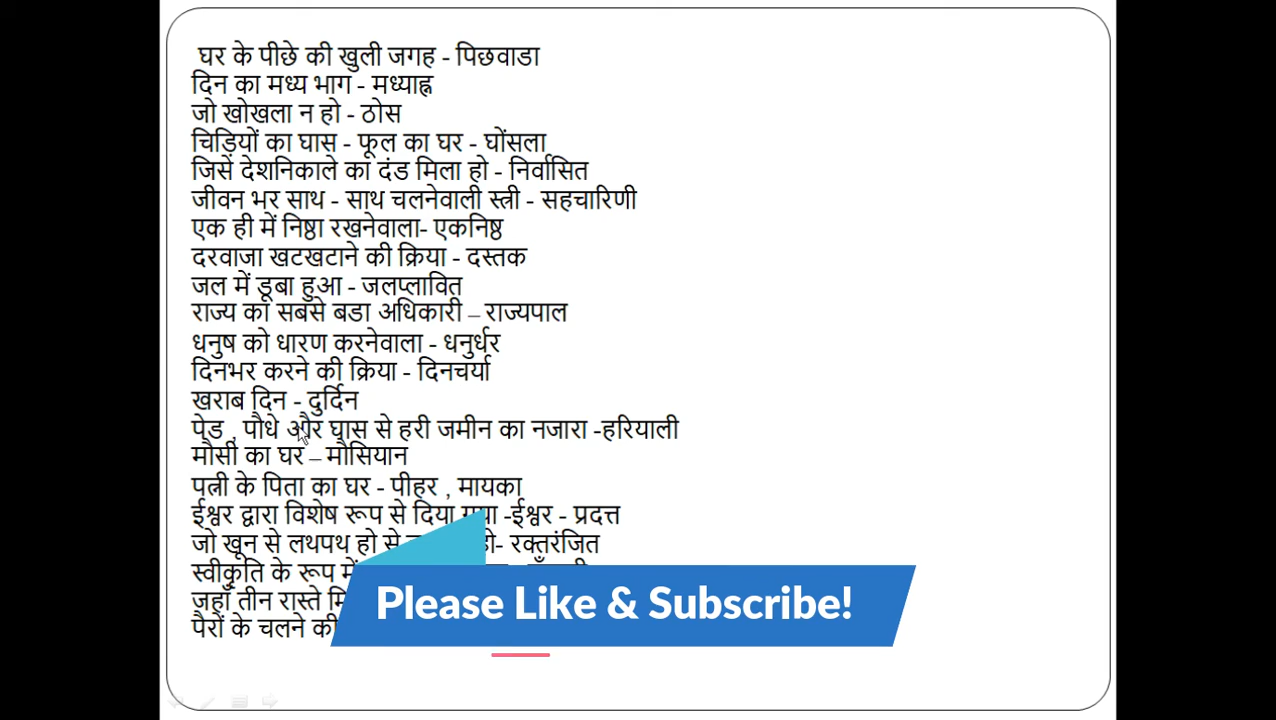 घर के पीछे की खुली जगह - पिछवाडा
दिन का मध्य भाग - मध्याह्न
जो खोखला न हो - ठोस
चिड़ियों का घास - फूल का घर - घोंसला
जिसे देशनिकाले का दंड मिला हो - निर्वासित
जीवन भर साथ - साथ चलनेवाली स्त्री - सहचारिणी
एक ही में निष्ठा रखनेवाला- एकनिष्ठ
दरवाजा खटखटाने की क्रिया - दस्तक
जल में डूबा हुआ - जलप्लावित
राज्य का सबसे बडा अधिकारी – राज्यपाल
धनुष को धारण करनेवाला - धनुर्धर
दिनभर करने की क्रिया - दिनचर्या
खराब दिन - दुर्दिन
पेड , पौधे और घास से हरी जमीन का नजारा -हरियाली
मौसी का घर – मौसियान
पत्नी के पिता का घर - पीहर , मायका
ईश्वर द्वारा विशेष रूप से दिया गया -ईश्वर - प्रदत्त
जो खून से लथपथ हो से हो- रक्तरंजित
स्वीकृति के रूप में
जहाँ तीन रास्ते
पैरों के चलने की
Please Like & Subscribe!